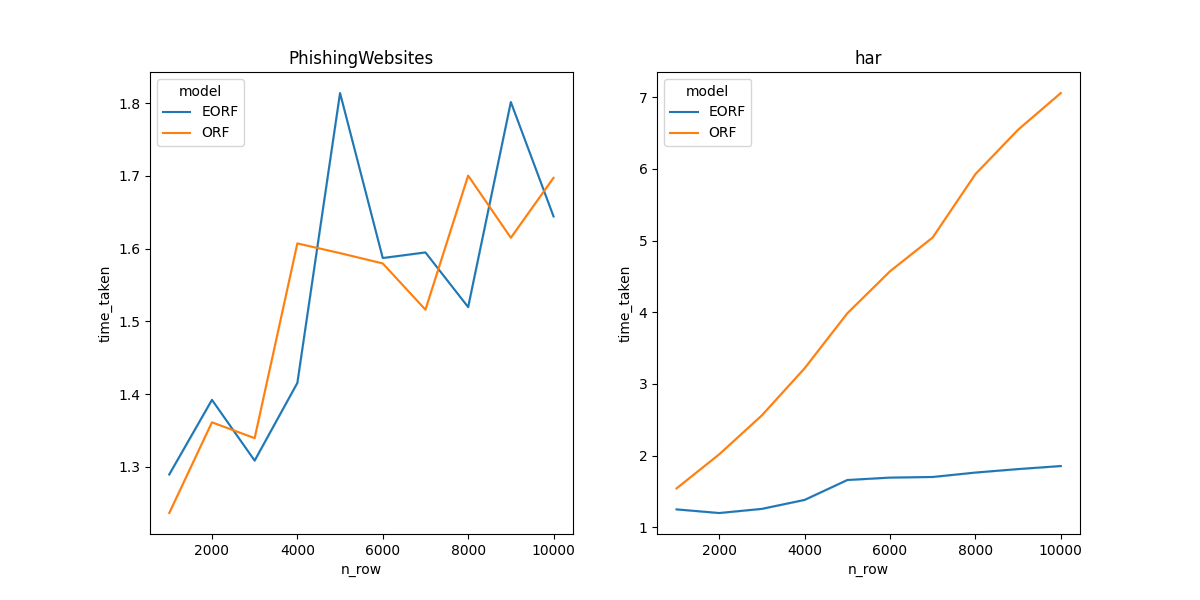 PhishingWebsites
model
EORF
ORF
1.8
1.7
1.6
1.5
1.4
1.3
time_taken
2000 4000 6000 8000 10000
n_row
har
model
EORF
ORF
7
6
5
4
3
2
1
time_taken
2000 4000 6000 8000 10000
n_row